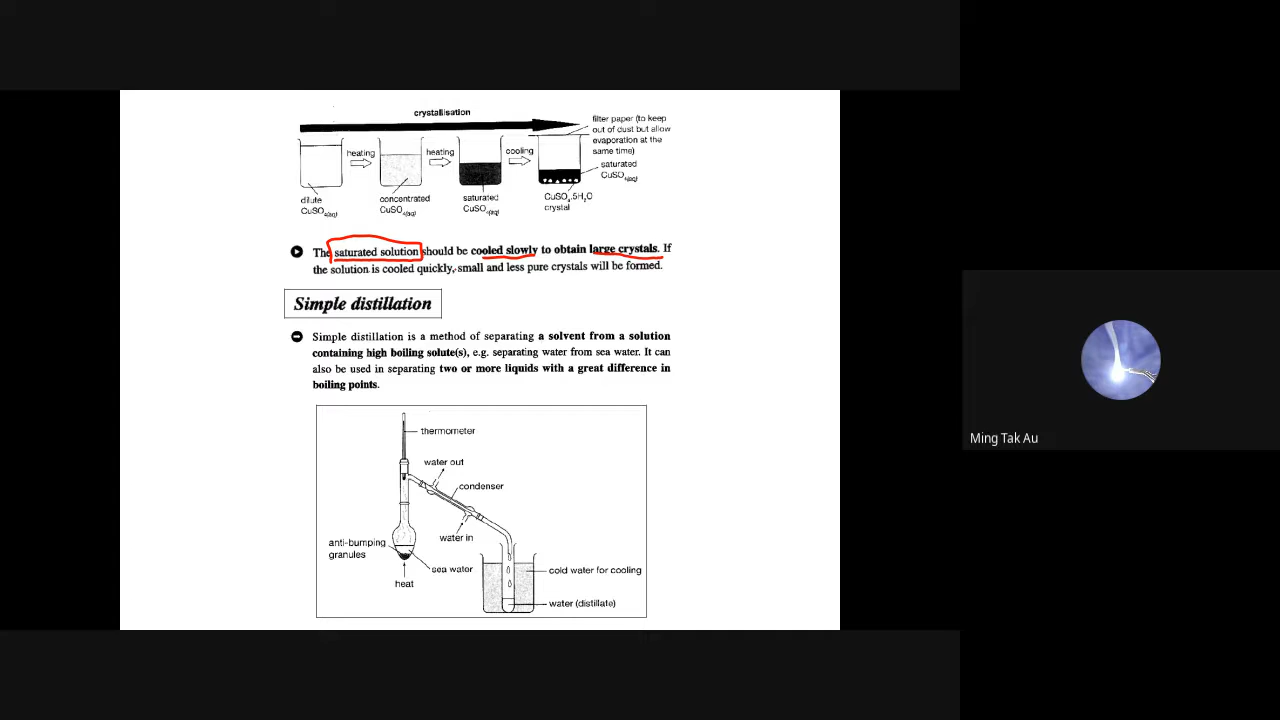 crystallisation
filter paper (to keep
out of dust but allow
evaporation at the
same time)
heating
heating
cooling
saturated
CuSO4(aq)
dilute
CuSO4(aq)
concentrated
CuSO4(aq)
saturated
CuSO4(aq)
CuSO4.5H2O
crystal
The saturated solution should be cooled slowly to obtain large crystals. If
the solution is cooled quickly, small and less pure crystals will be formed.
Simple distillation
Simple distillation is a method of separating a solvent from a solution
containing high boiling solute(s), e.g. separating water from sea water. It can
also be used in separating two or more liquids with a great difference in
boiling points.
thermometer
water out
condenser
water in
anti-bumping
granules
sea water
heat
cold water for cooling
water (distillate)
Ming Tak Au